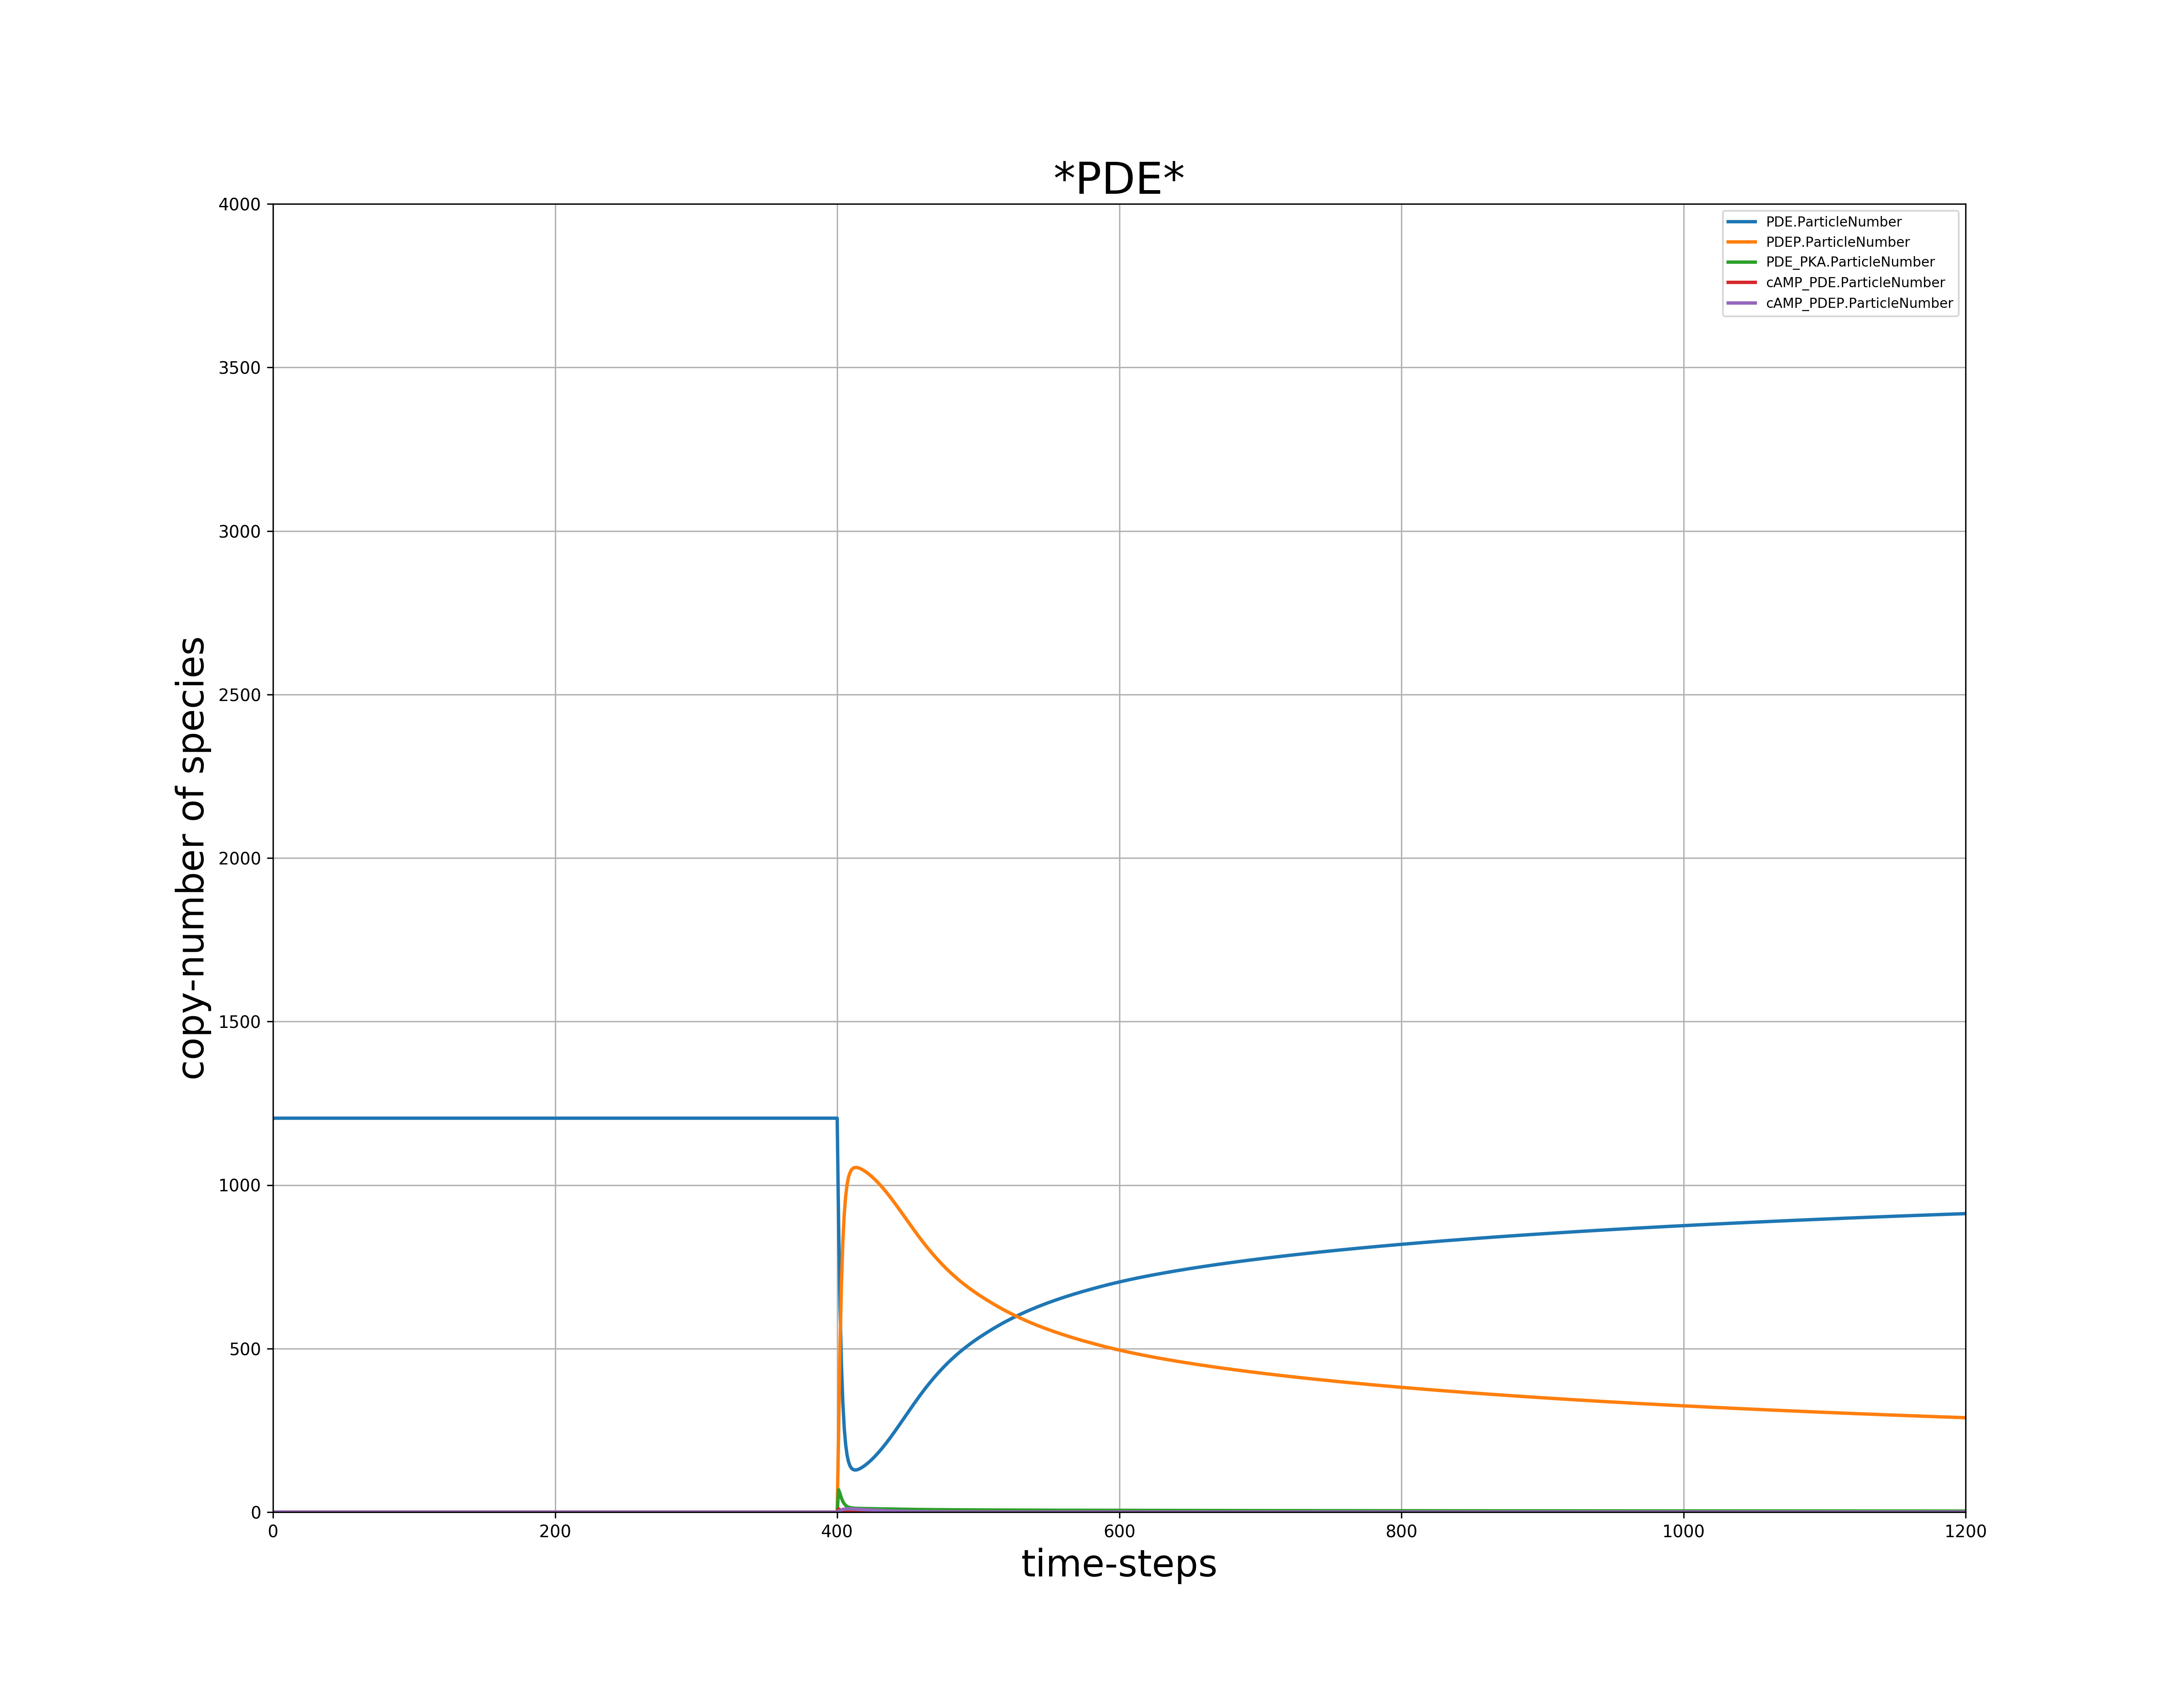 *PDE*
4000
3500
3000
2500
2000
1500
1000
500
0
copy-number of species
PDE.ParticleNumber
PDEP.ParticleNumber
PDE_PKA.ParticleNumber
cAMP_PDE.ParticleNumber
cAMP_PDEP.ParticleNumber
0 200 400 600 800 1000 1200
time-steps